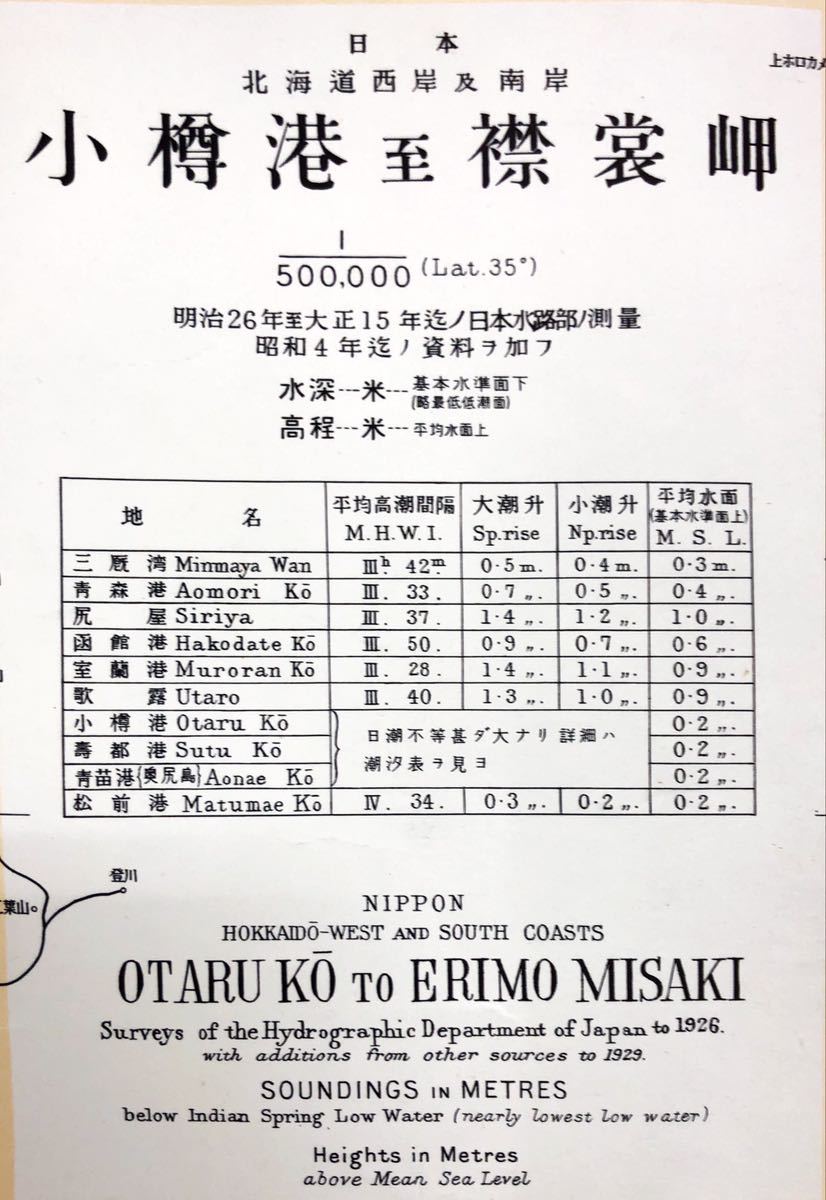 日本
上ホロカメ
北海道西岸及南岸
小樽港至襟裳岬
1/500,000 (Lat.35°)
明治26年至大正15年迄ノ日本水路部ノ測量
昭和4年迄ノ資料ヲ加フ
水深---米---基本水準面下
(略最低低潮面)
高程---米---平均水面上
地名 平均高潮間隔 M.H.W.I. 大潮升 Sp.rise 小潮升 Np.rise 平均水面 (基本水準面上) M. S. L.
三厩湾 Minmaya Wan Ⅲh. 42m. 0·5 m. 0·4 m. 0·3 m.
青森港 Aomori Kō Ⅲ. 33. 0·7 〃. 0·5 〃. 0·4 〃.
尻屋 Siriya Ⅲ. 37. 1·4 〃. 1·2 〃. 1·0 〃.
函館港 Hakodate Kō Ⅲ. 50. 0·9 〃. 0·7 〃. 0·6 〃.
室蘭港 Muroran Kō Ⅲ. 28. 1·4 〃. 1·1 〃. 0·9 〃.
歌露 Utaro Ⅲ. 40. 1·3 〃. 1·0 〃. 0·9 〃.
小樽港 Otaru Kō 0·2 〃.
壽都港 Sutu Kō 0·2 〃.
青苗港(奥尻島) Aonae Kō 0·2 〃.
日潮不等甚ダ大ナリ詳細ハ
潮汐表ヲ見ヨ
松前港 Matumae Kō Ⅳ. 34. 0·3 〃. 0·2 〃. 0·2 〃.
登川
葉山
NIPPON
HOKKAIDŌ-WEST AND SOUTH COASTS
OTARU KŌ TO ERIMO MISAKI
Surveys of the Hydrographic Department of Japan to 1926.
with additions from other sources to 1929.
SOUNDINGS IN METRES
below Indian Spring Low Water (nearly lowest low water)
Heights in Metres
above Mean Sea Level